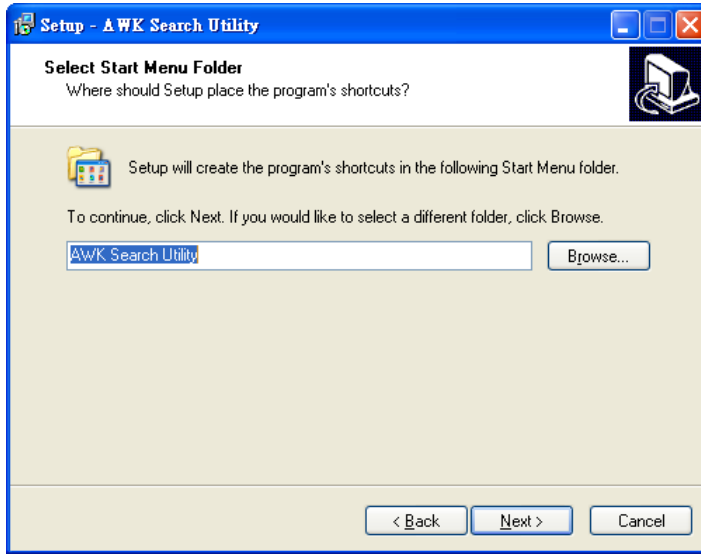 Setup - AWK Search Utility
Select Start Menu Folder
Where should Setup place the program's shortcuts?
Setup will create the program's shortcuts in the following Start Menu folder.
To continue, click Next. If you would like to select a different folder, click Browse.
AWK Search Utility
Browse...
< Back
Next >
Cancel